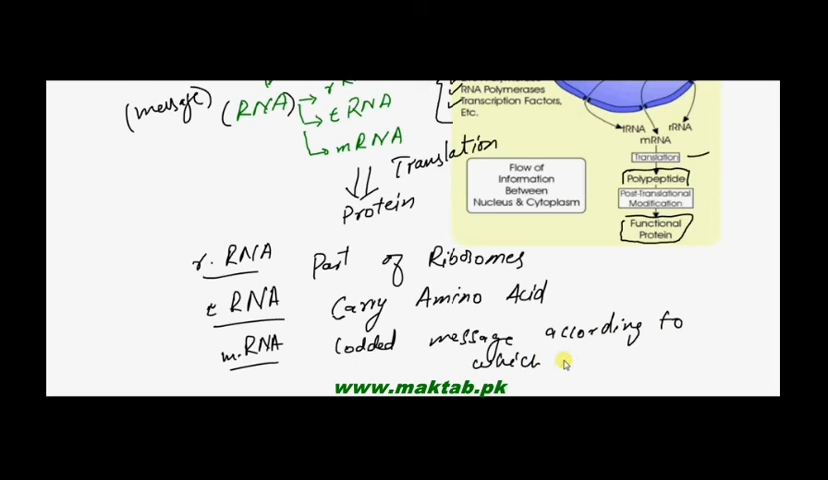 (message) (RNA) → r
tRNA
mRNA
Translation
Protein
r.RNA Part of Ribosomes
tRNA Carry Amino Acid
m.RNA Codded message according to
which
www.maktab.pk
RNA Polymerases
Transcription Factors,
Etc.
tRNA rRNA
mRNA
Translation
Polypeptide
Post-Translational
Modification
Functional
Protein
Flow of
Information
Between
Nucleus & Cytoplasm